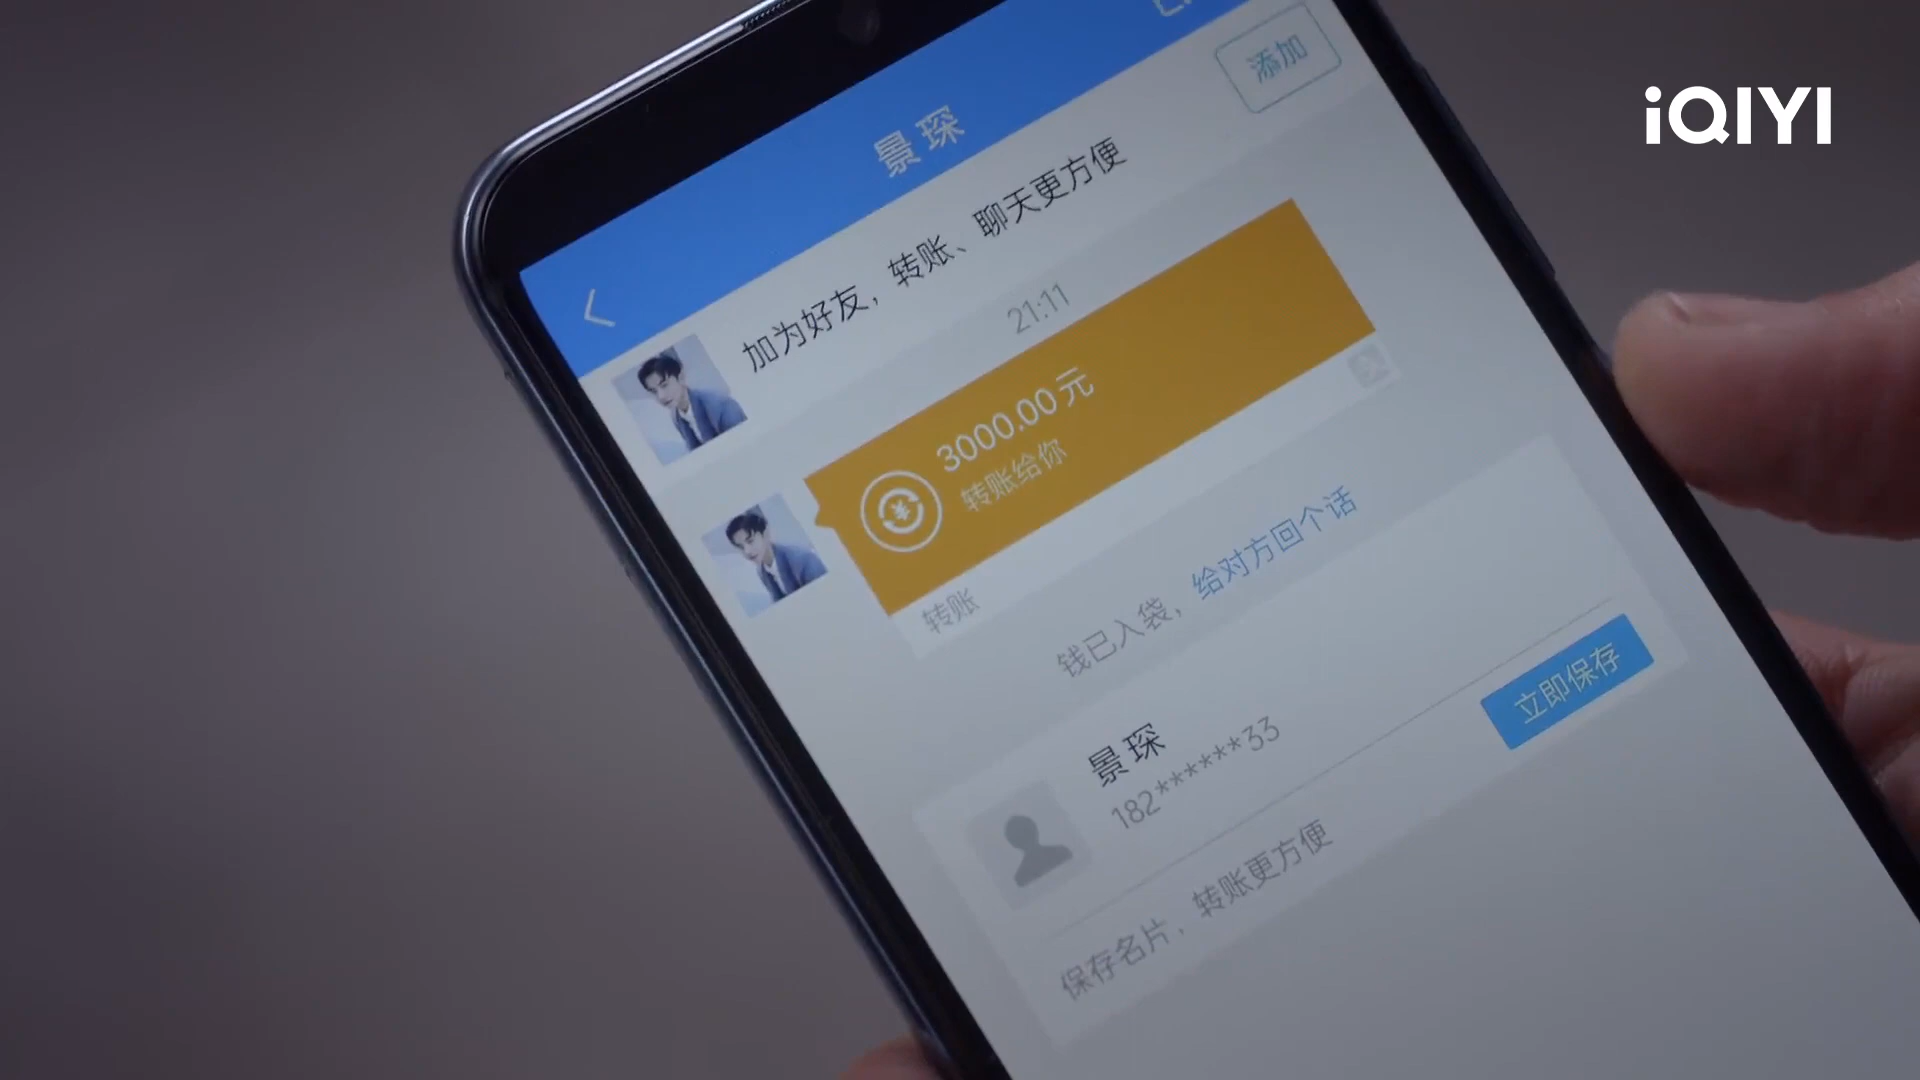 iQIYI
景琛
添加
加为好友，转账、聊天更方便
21:11
3000.00元
转账给你
转账
钱已入袋，给对方回个话
景琛
182******33
立即保存
保存名片，转账更方便